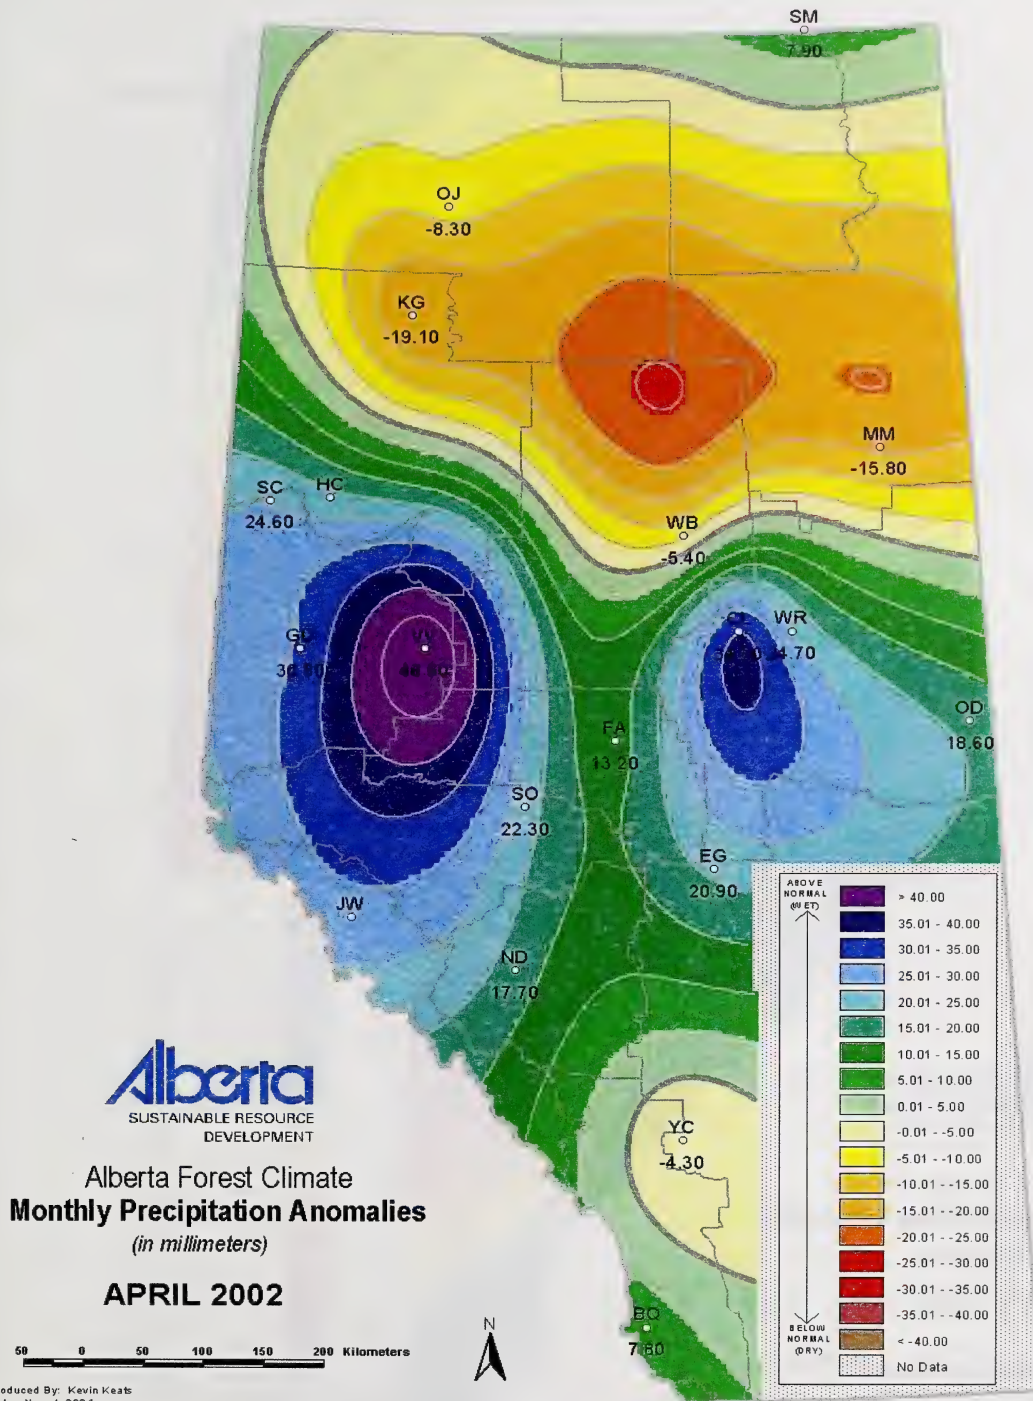 SM
7.90
OJ
-8.30
KG
-19.10
MM
-15.80
SC
24.60
HC
WB
-5.40
WR
VV
FA
13.20
OD
18.60
SO
22.30
EG
20.90
JW
ND
17.70
YC
-4.30
BO
7.80
Alberta
SUSTAINABLE RESOURCE
DEVELOPMENT
Alberta Forest Climate
Monthly Precipitation Anomalies
(in millimeters)
APRIL 2002
50 0 50 100 150 200 Kilometers
N
oduced By: Kevin Keats
ABOVE
NORMAL
(WET)
> 40.00
35.01 - 40.00
30.01 - 35.00
25.01 - 30.00
20.01 - 25.00
15.01 - 20.00
10.01 - 15.00
5.01 - 10.00
0.01 - 5.00
-0.01 - -5.00
-5.01 - -10.00
-10.01 - -15.00
-15.01 - -20.00
-20.01 - -25.00
-25.01 - -30.00
-30.01 - -35.00
-35.01 - -40.00
< -40.00
No Data
BELOW
NORMAL
(DRY)